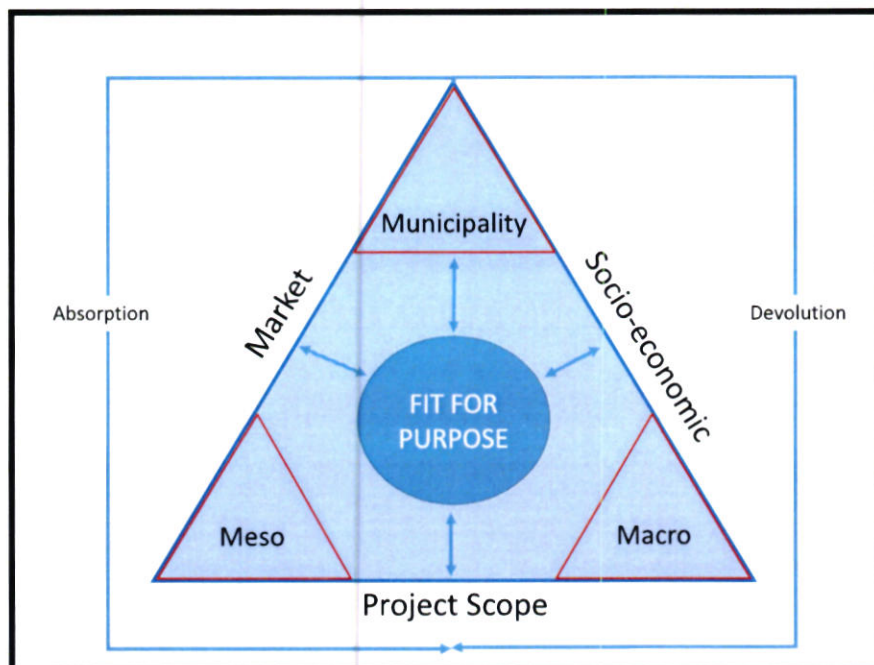 Municipality
Market
Socio-economic
Absorption
Devolution
FIT FOR
PURPOSE
Meso
Macro
Project Scope